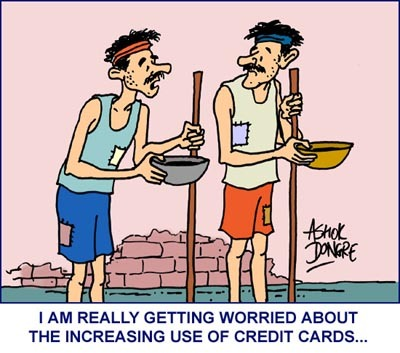 ASHOK
DONGRE
I AM REALLY GETTING WORRIED ABOUT
THE INCREASING USE OF CREDIT CARDS...